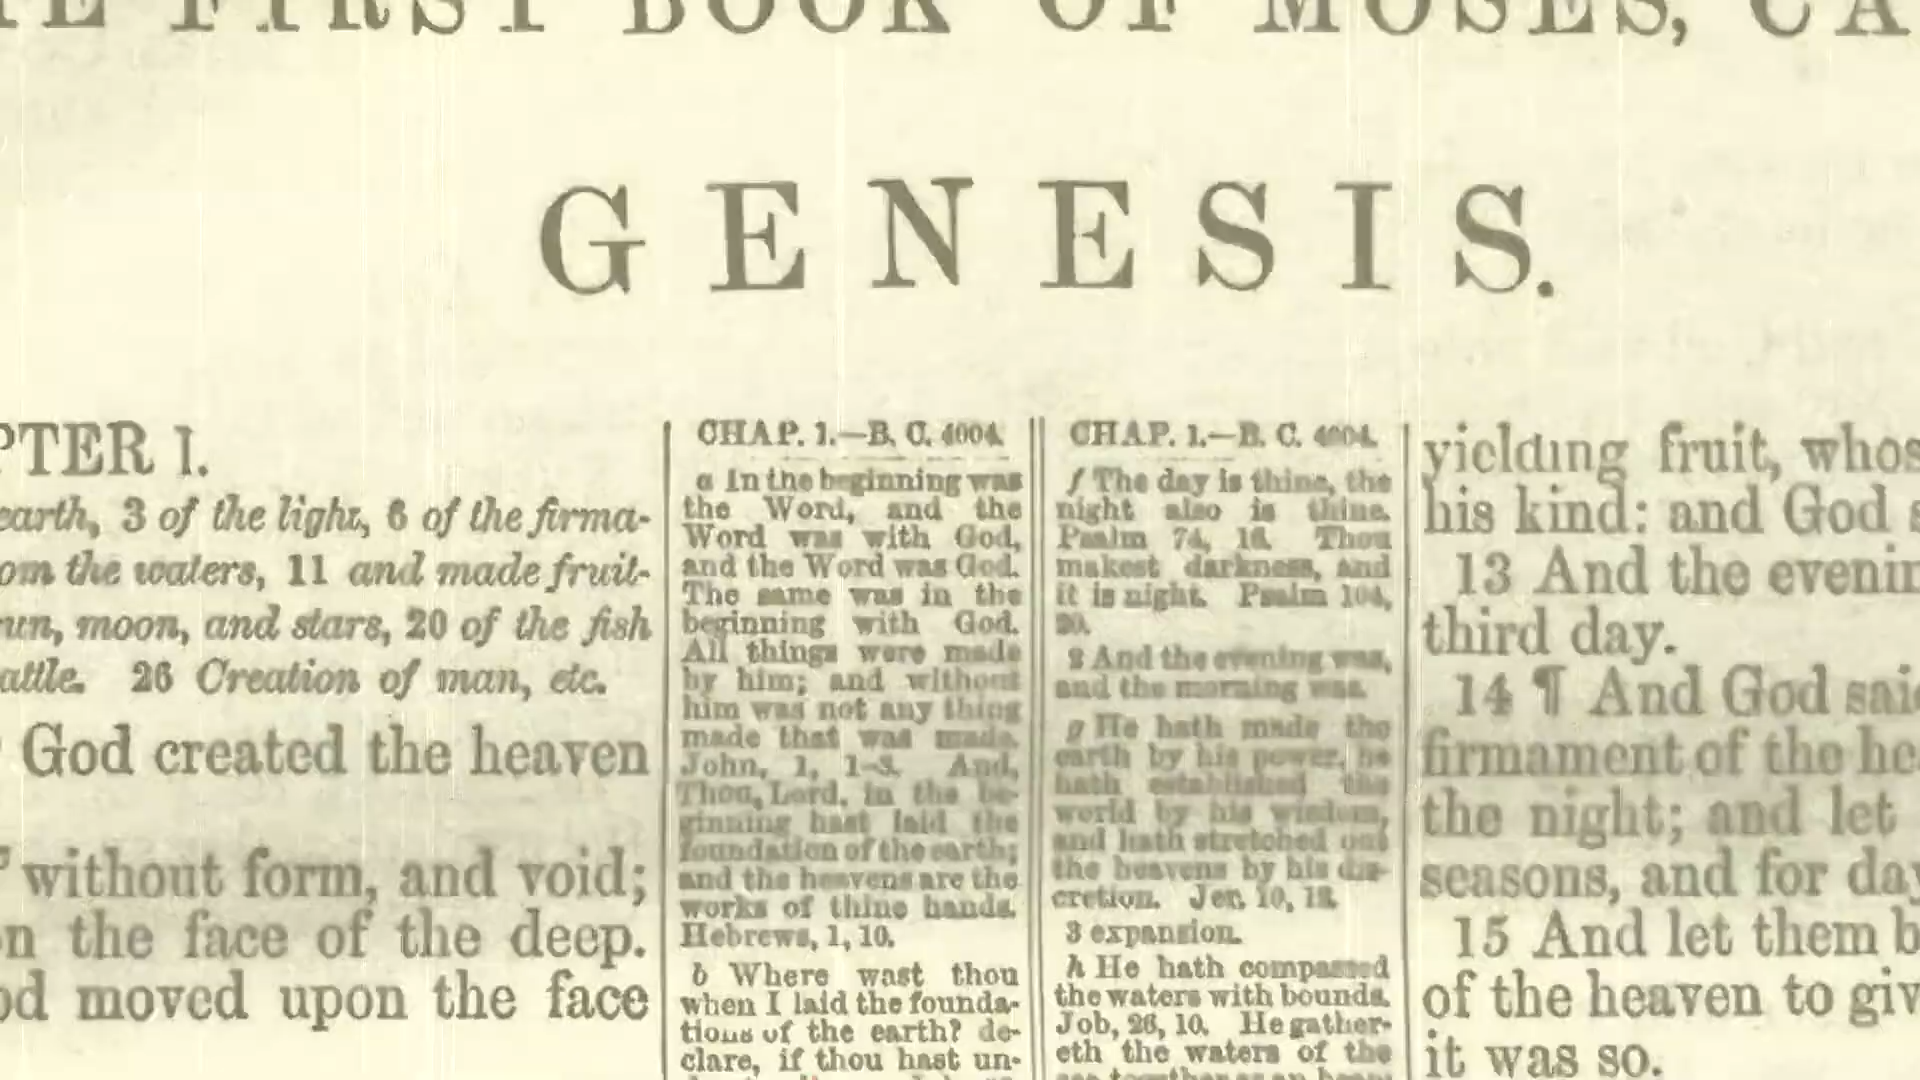 FIRST BOOK OF MOSES, CA
GENESIS.
PTER I.
earth, 3 of the light, 6 of the firma-
om the waters, 11 and made fruit-
un, moon, and stars, 20 of the fish
attle. 26 Creation of man, etc.
God created the heaven
without form, and void;
n the face of the deep.
od moved upon the face
CHAP. 1.—B. C. 4004.
a In the beginning was
the Word, and the
Word was with God,
and the Word was God.
The same was in the
beginning with God.
All things were made
by him; and without
him was not any thing
made that was made.
John, 1, 1-3. And,
Thou, Lord, in the be-
ginning hast laid the
foundation of the earth;
and the heavens are the
works of thine hands.
Hebrews, 1, 10.
b Where wast thou
when I laid the founda-
tions of the earth? de-
clare, if thou hast un-
CHAP. 1.—B. C. 4004.
f The day is thine, the
night also is thine.
Psalm 74, 16. Thou
makest darkness, and
it is night. Psalm 104,
20.
2 And the evening was,
and the morning was.
g He hath made the
earth by his power, he
hath established the
world by his wisdom,
and hath stretched out
the heavens by his dis-
cretion. Jer. 10, 12.
3 expansion.
h He hath compassed
the waters with bounds.
Job, 26, 10. He gather-
eth the waters of the
yielding fruit, whos
his kind: and God s
13 And the evenin
third day.
14 ¶ And God said
firmament of the he
the night; and let
seasons, and for day
15 And let them b
of the heaven to giv
it was so.